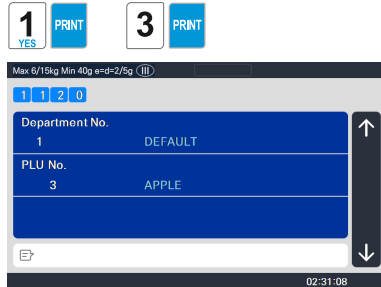 1 YES PRINT 3 PRINT
Max 6/15kg Min 40g e=d=2/5g III
1 1 2 0
Department No.
1 DEFAULT
PLU No.
3 APPLE
02:31:08